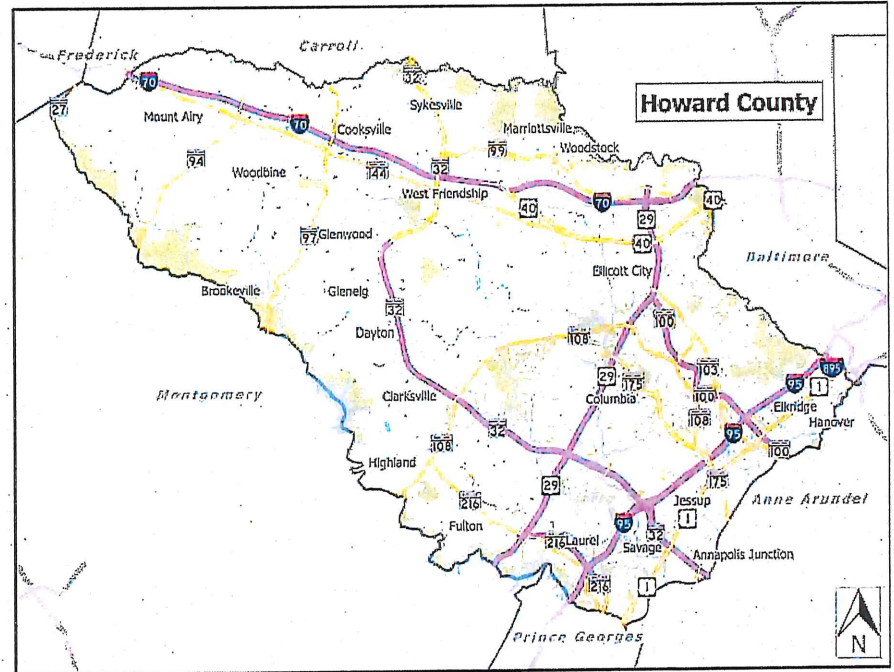 Frederick
Carroll
70
32
27
Howard County
Sykesville
Mount Airy
70
Cooksville
Marriottsville
99
Woodstock
94
144
32
Woodbine
West Friendship
70
40
40
29
97
Glenwood
40
Ellicott City
Baltimore
Brookeville
Glenelg
32
100
Dayton
108
103
895
29
175
95
1
Montgomery
Clarksville
Columbia
100
Elkridge
108
Hanover
32
95
108
100
Highland
175
29
Jessup
Anne Arundel
216
1
95
Fulton
216
Laurel
32
Savage
Annapolis Junction
216
1
Prince Georges
N